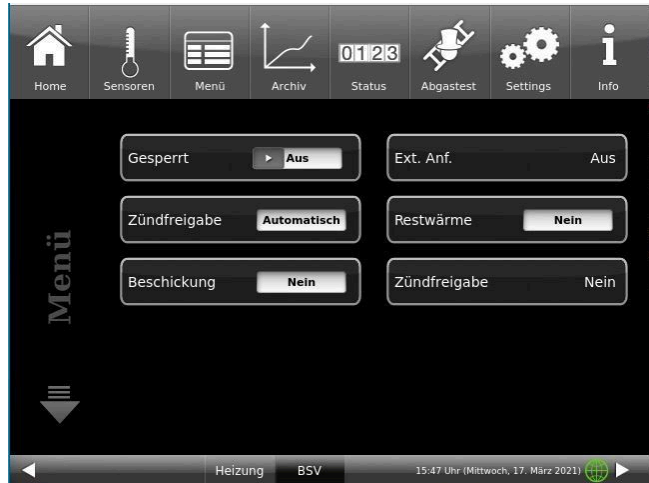 0123
Home Sensoren Menü Archiv Status Abgastest Settings Info
Gesperrt Aus Ext. Anf. Aus
Zündfreigabe Automatisch Restwärme Nein
Beschickung Nein Zündfreigabe Nein
Menü
Heizung BSV 15:47 Uhr (Mittwoch, 17. März 2021)